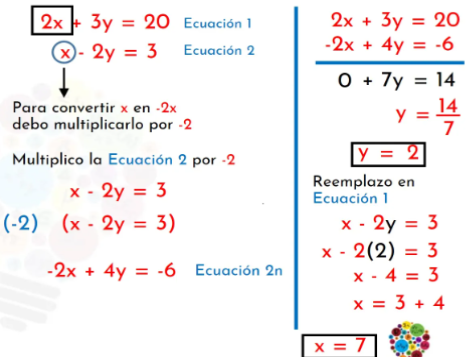 2x + 3y = 20 Ecuación 1
x - 2y = 3 Ecuación 2
Para convertir x en -2x
debo multiplicarlo por -2
Multiplico la Ecuación 2 por -2
x - 2y = 3
(-2) (x - 2y = 3)
-2x + 4y = -6 Ecuación 2n
2x + 3y = 20
-2x + 4y = -6
0 + 7y = 14
y = 14/7
y = 2
Reemplazo en
Ecuación 1
x - 2y = 3
x - 2(2) = 3
x - 4 = 3
x = 3 + 4
x = 7